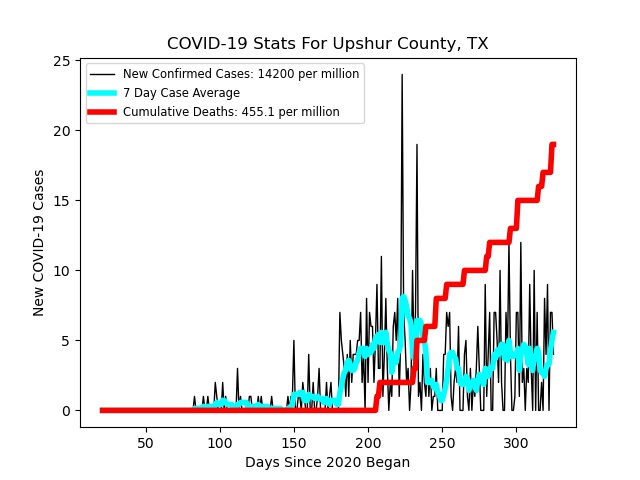 COVID-19 Stats For Upshur County, TX
New Confirmed Cases: 14200 per million
7 Day Case Average
Cumulative Deaths: 455.1 per million
New COVID-19 Cases
25
20
15
10
5
0
50 100 150 200 250 300
Days Since 2020 Began